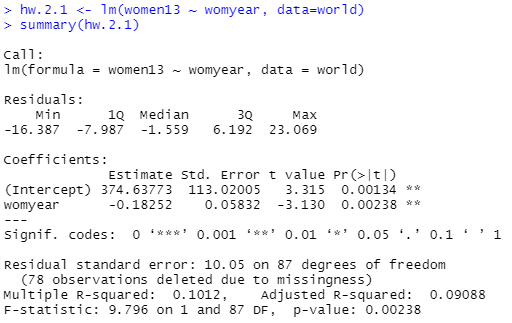 > hw.2.1 <- lm(women13 ~ womyear, data=world)
> summary(hw.2.1)
Call:
lm(formula = women13 ~ womyear, data = world)
Residuals:
    Min      1Q  Median      3Q     Max
-16.387  -7.987  -1.559   6.192  23.069
Coefficients:
             Estimate Std. Error t value Pr(>|t|)
(Intercept) 374.63773  113.02005   3.315  0.00134 **
womyear      -0.18252    0.05832  -3.130  0.00238 **
---
Signif. codes:  0 ‘***’ 0.001 ‘**’ 0.01 ‘*’ 0.05 ‘.’ 0.1 ‘ ’ 1
Residual standard error: 10.05 on 87 degrees of freedom
  (78 observations deleted due to missingness)
Multiple R-squared:  0.1012,    Adjusted R-squared:  0.09088
F-statistic: 9.796 on 1 and 87 DF,  p-value: 0.00238